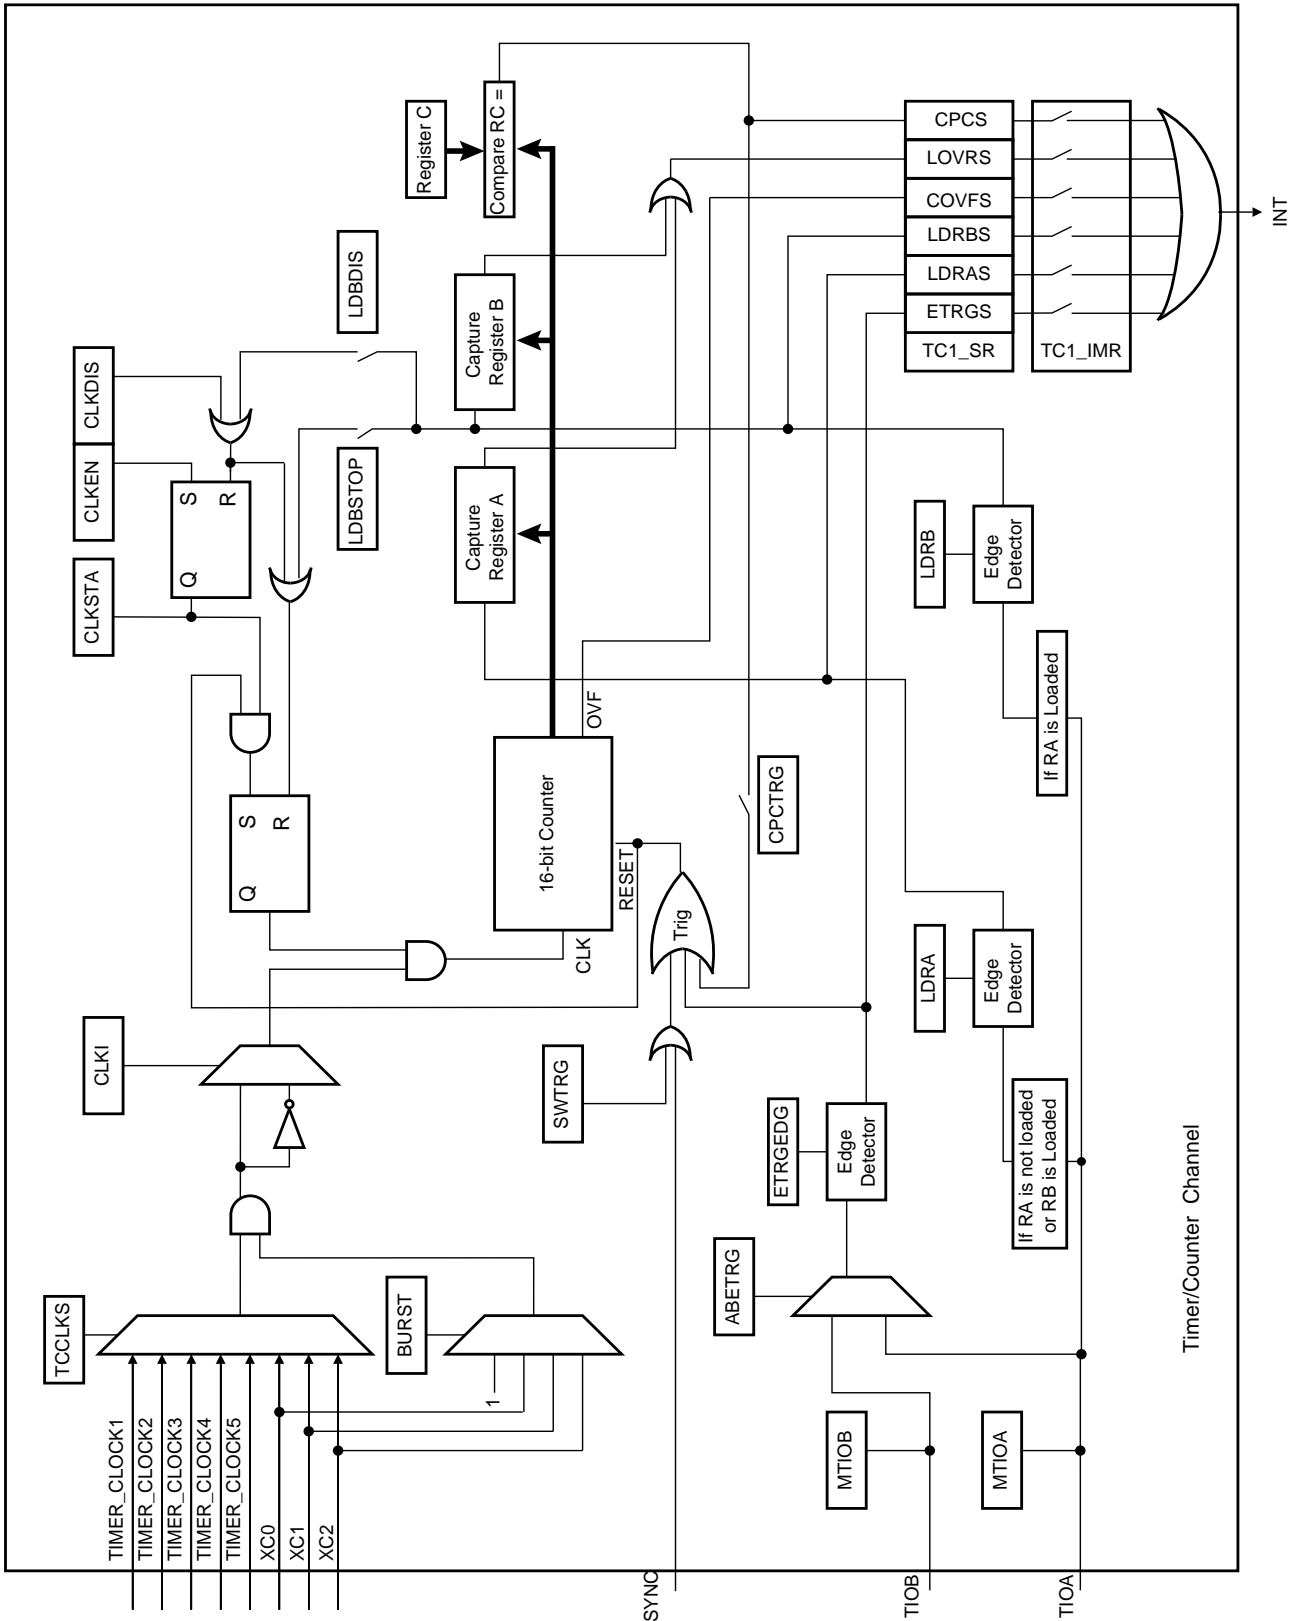 TCCLKS
TIMER_CLOCK1
TIMER_CLOCK2
TIMER_CLOCK3
TIMER_CLOCK4
TIMER_CLOCK5
XC0
XC1
XC2
CLKI
BURST
1
CLKSTA
CLKEN
CLKDIS
Q
S
R
Q
S
R
LDBSTOP
LDBDIS
Register C
Capture
Register A
Capture
Register B
Compare RC =
16-bit Counter
CLK
OVF
RESET
SWTRG
Trig
SYNC
CPCTRG
ABETRG
ETRGEDG
Edge
Detector
MTIOB
TIOB
MTIOA
TIOA
LDRA
Edge
Detector
If RA is not loaded
or RB is Loaded
LDRB
Edge
Detector
If RA is Loaded
CPCS
LOVRS
COVFS
LDRBS
LDRAS
ETRGS
TC1_SR
TC1_IMR
INT
Timer/Counter Channel